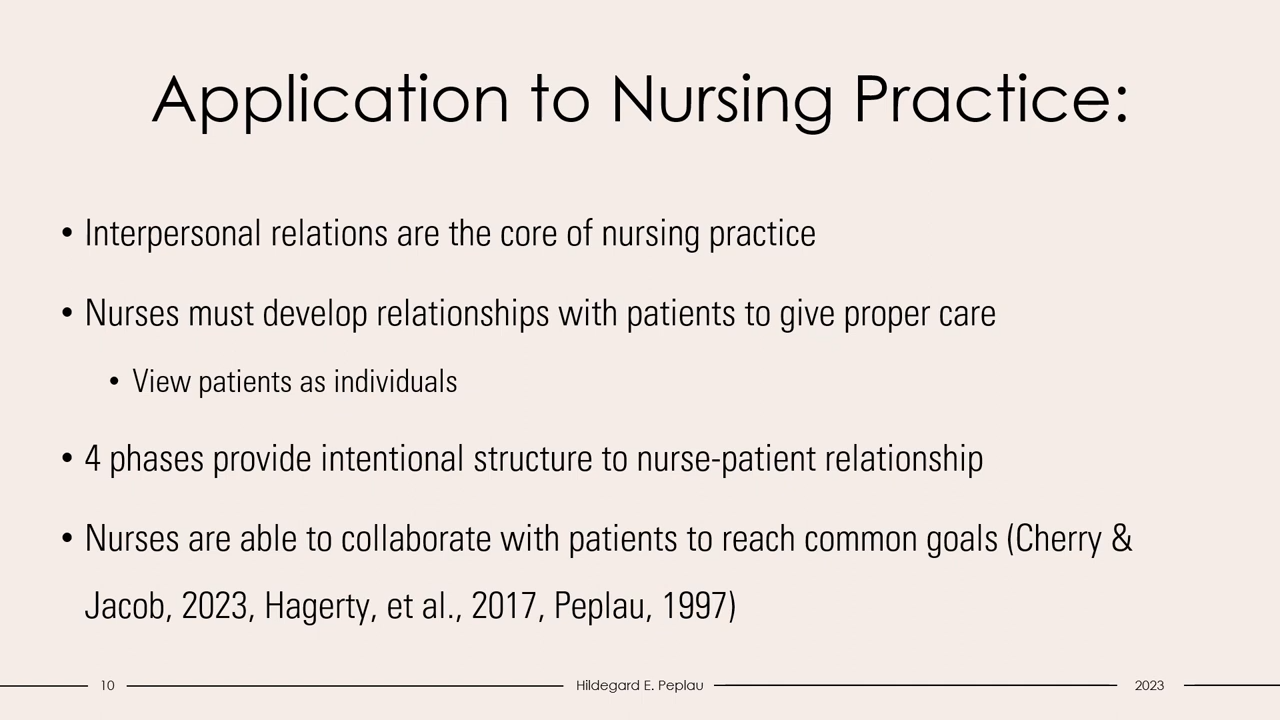 Application to Nursing Practice:
• Interpersonal relations are the core of nursing practice
• Nurses must develop relationships with patients to give proper care
• View patients as individuals
• 4 phases provide intentional structure to nurse-patient relationship
• Nurses are able to collaborate with patients to reach common goals (Cherry &
Jacob, 2023, Hagerty, et al., 2017, Peplau, 1997)
10 Hildegard E. Peplau 2023